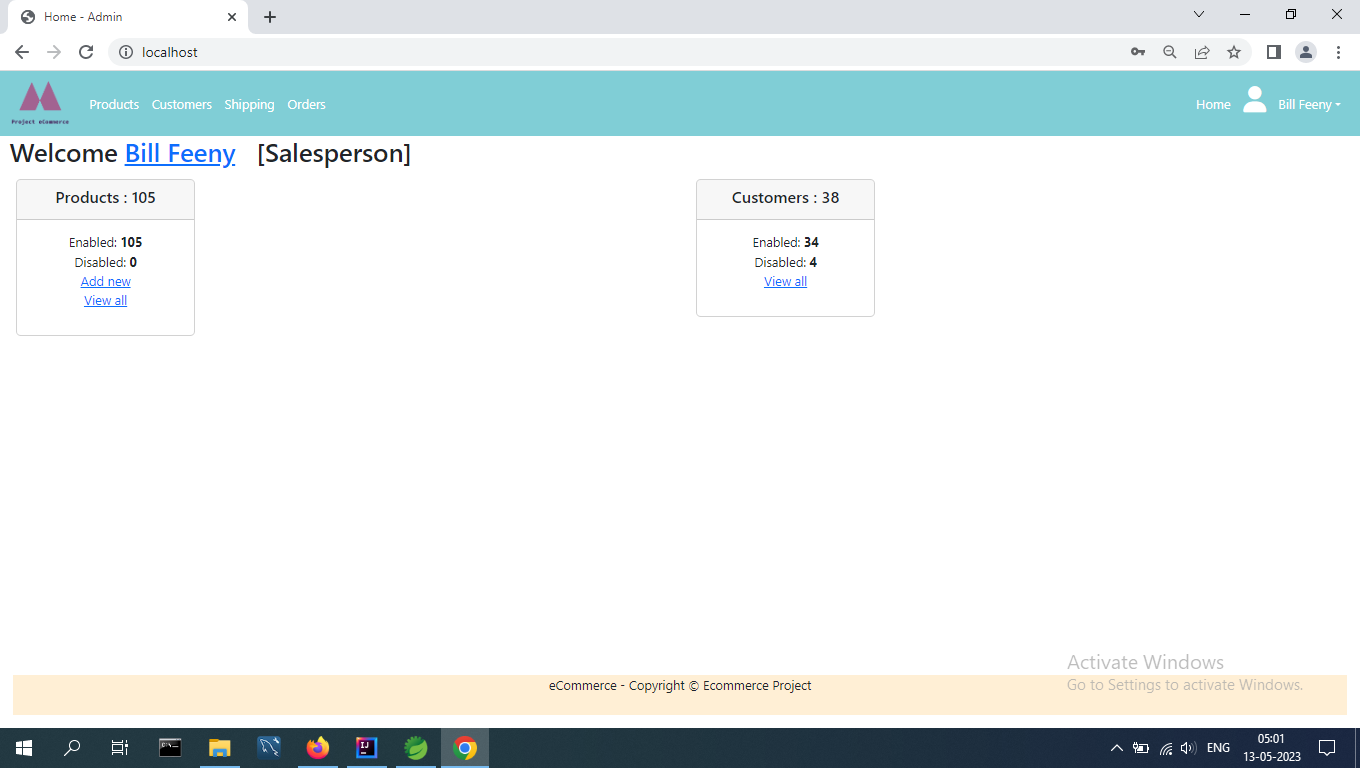 Home - Admin
localhost
Project eCommerce
Products Customers Shipping Orders
Home Bill Feeny
Welcome Bill Feeny [Salesperson]
Products : 105
Enabled: 105
Disabled: 0
Add new
View all
Customers : 38
Enabled: 34
Disabled: 4
View all
Activate Windows
Go to Settings to activate Windows.
eCommerce - Copyright © Ecommerce Project
IJ
ENG
05:01
13-05-2023